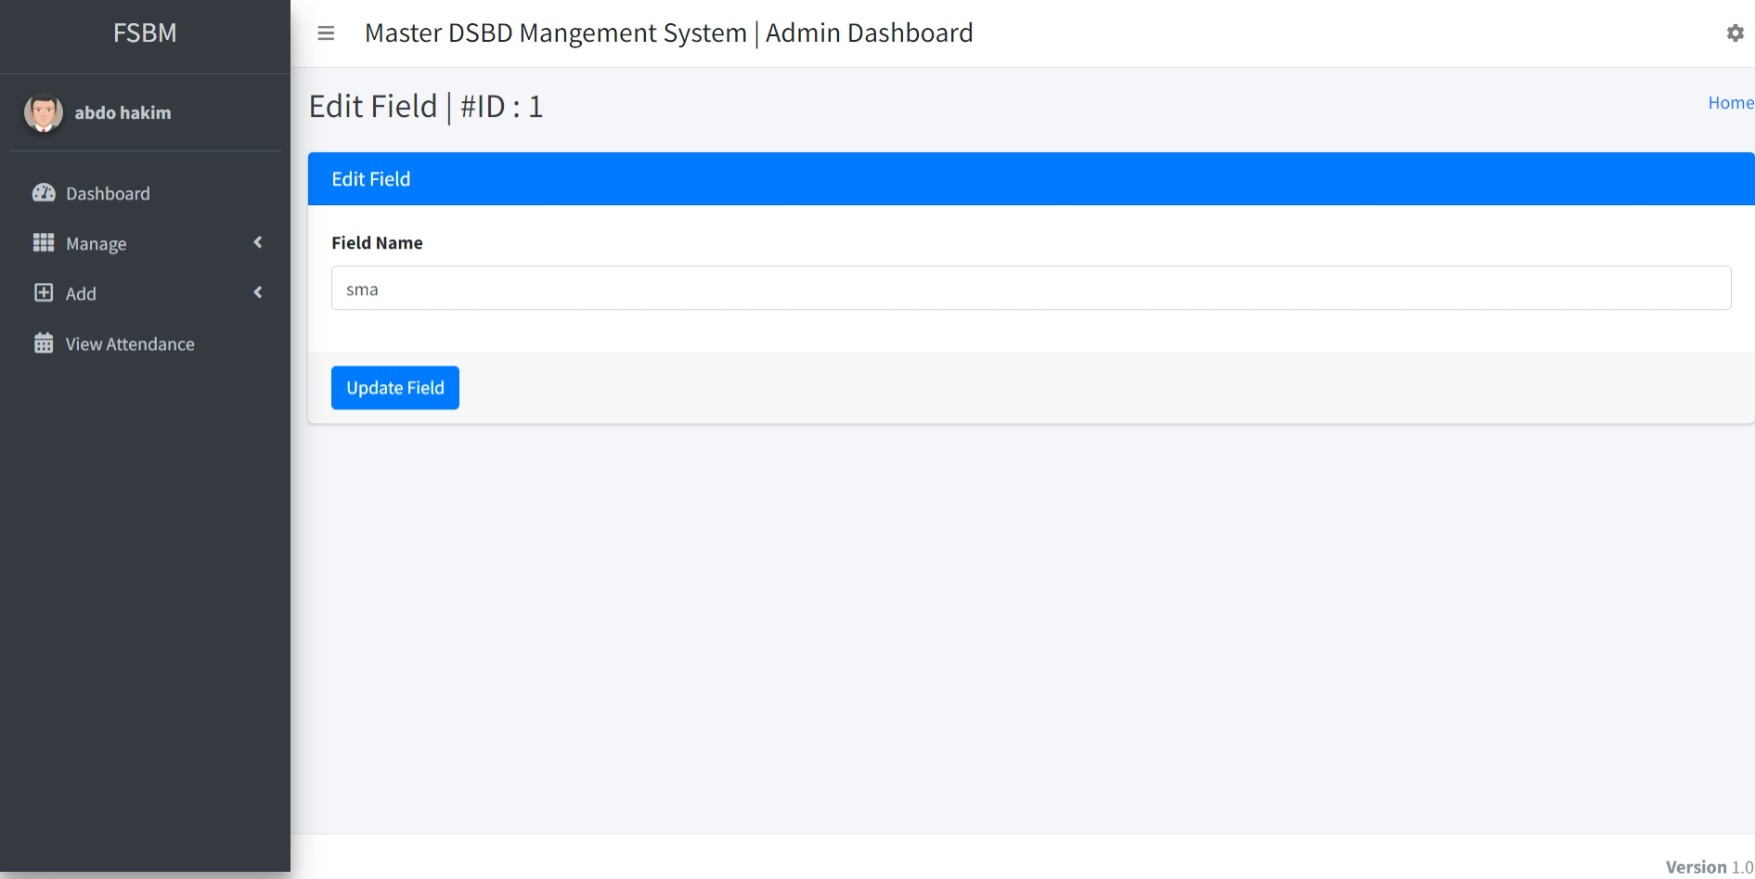 FSBM
Master DSBD Mangement System | Admin Dashboard
abdo hakim
Dashboard
Manage
Add
View Attendance
Edit Field | #ID : 1
Home
Edit Field
Field Name
sma
Update Field
Version 1.0